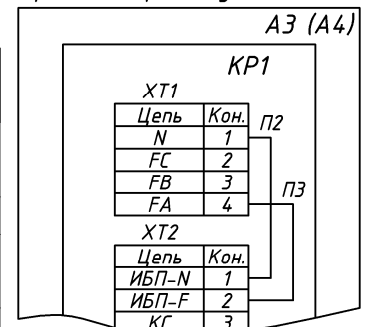 А3 (А4)
КР1
ХТ1
Цепь Кон.
N 1
FC 2
FB 3
FA 4
П2
П3
ХТ2
Цепь Кон.
ИБП-N 1
ИБП-F 2
КС 3